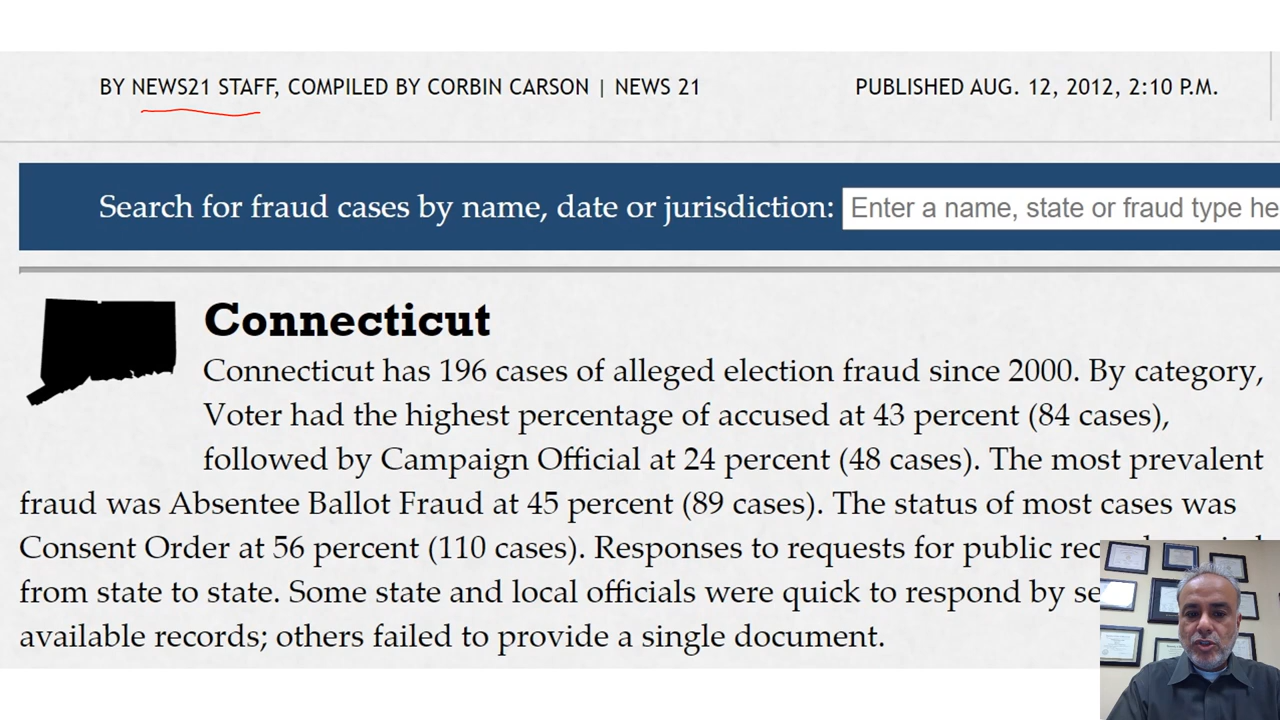 BY NEWS21 STAFF, COMPILED BY CORBIN CARSON | NEWS 21
PUBLISHED AUG. 12, 2012, 2:10 P.M.
Search for fraud cases by name, date or jurisdiction: Enter a name, state or fraud type he
Connecticut
Connecticut has 196 cases of alleged election fraud since 2000. By category,
Voter had the highest percentage of accused at 43 percent (84 cases),
followed by Campaign Official at 24 percent (48 cases). The most prevalent
fraud was Absentee Ballot Fraud at 45 percent (89 cases). The status of most cases was
Consent Order at 56 percent (110 cases). Responses to requests for public
from state to state. Some state and local officials were quick to respond by
available records; others failed to provide a single document.